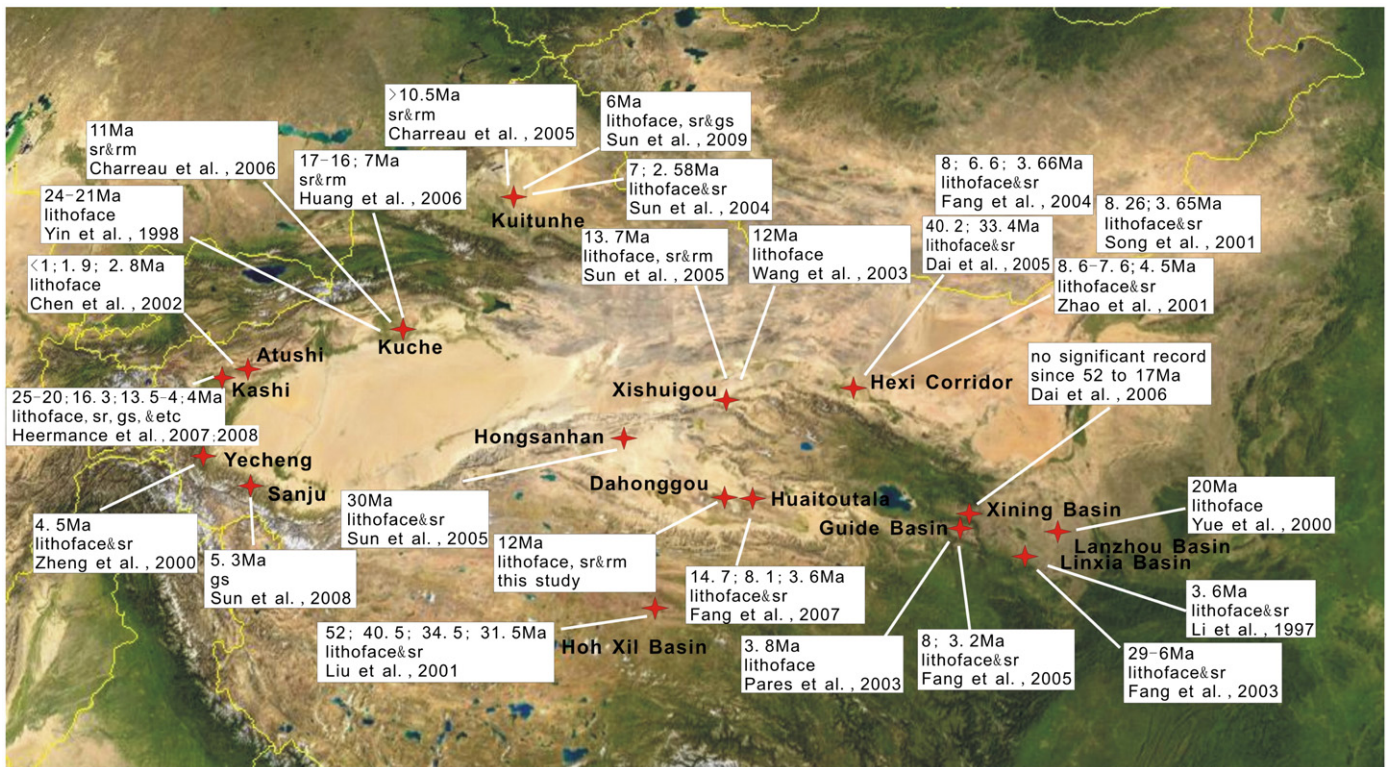 >10.5Ma
sr&rm
Charreau et al., 2005
6Ma
lithoface, sr&gs
Sun et al., 2009
11Ma
sr&rm
Charreau et al., 2006
17-16; 7Ma
sr&rm
Huang et al., 2006
7; 2.58Ma
lithoface&sr
Sun et al., 2004
8; 6.6; 3.66Ma
lithoface&sr
Fang et al., 2004
24-21Ma
lithoface
Yin et al., 1998
Kuitunhe
8.26; 3.65Ma
lithoface&sr
Song et al., 2001
13.7Ma
lithoface, sr&rm
Sun et al., 2005
12Ma
lithoface
Wang et al., 2003
40.2; 33.4Ma
lithoface&sr
Dai et al., 2005
<1; 1.9; 2.8Ma
lithoface
Chen et al., 2002
8.6-7.6; 4.5Ma
lithoface&sr
Zhao et al., 2001
Kuche
Atushi
Kashi
no significant record
since 52 to 17Ma
Dai et al., 2006
Xishuigou
Hexi Corridor
25-20; 16.3; 13.5-4; 4Ma
lithoface, sr, gs, &etc
Heermance et al., 2007;2008
Hongsanhan
Yecheng
Sanju
Dahonggou
Huaitoutala
Xining Basin
Guide Basin
20Ma
lithoface
Yue et al., 2000
Lanzhou Basin
Linxia Basin
30Ma
lithoface&sr
Sun et al., 2005
4.5Ma
lithoface&sr
Zheng et al., 2000
12Ma
lithoface, sr&rm
this study
5.3Ma
gs
Sun et al., 2008
14.7; 8.1; 3.6Ma
lithoface&sr
Fang et al., 2007
3.6Ma
lithoface&sr
Li et al., 1997
52; 40.5; 34.5; 31.5Ma
lithoface&sr
Liu et al., 2001
Hoh Xil Basin
3.8Ma
lithoface
Pares et al., 2003
8; 3.2Ma
lithoface&sr
Fang et al., 2005
29-6Ma
lithoface&sr
Fang et al., 2003